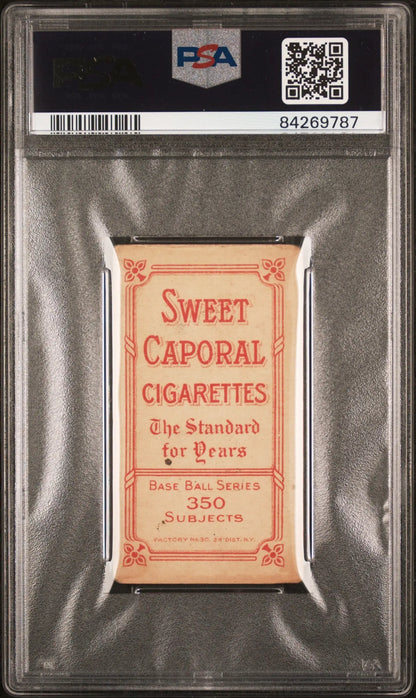 PSA
84269787
SWEET
CAPORAL
CIGARETTES
The Standard
for Years
BASE BALL SERIES
350
SUBJECTS
FACTORY No 30, 2ND DIST. N.Y.